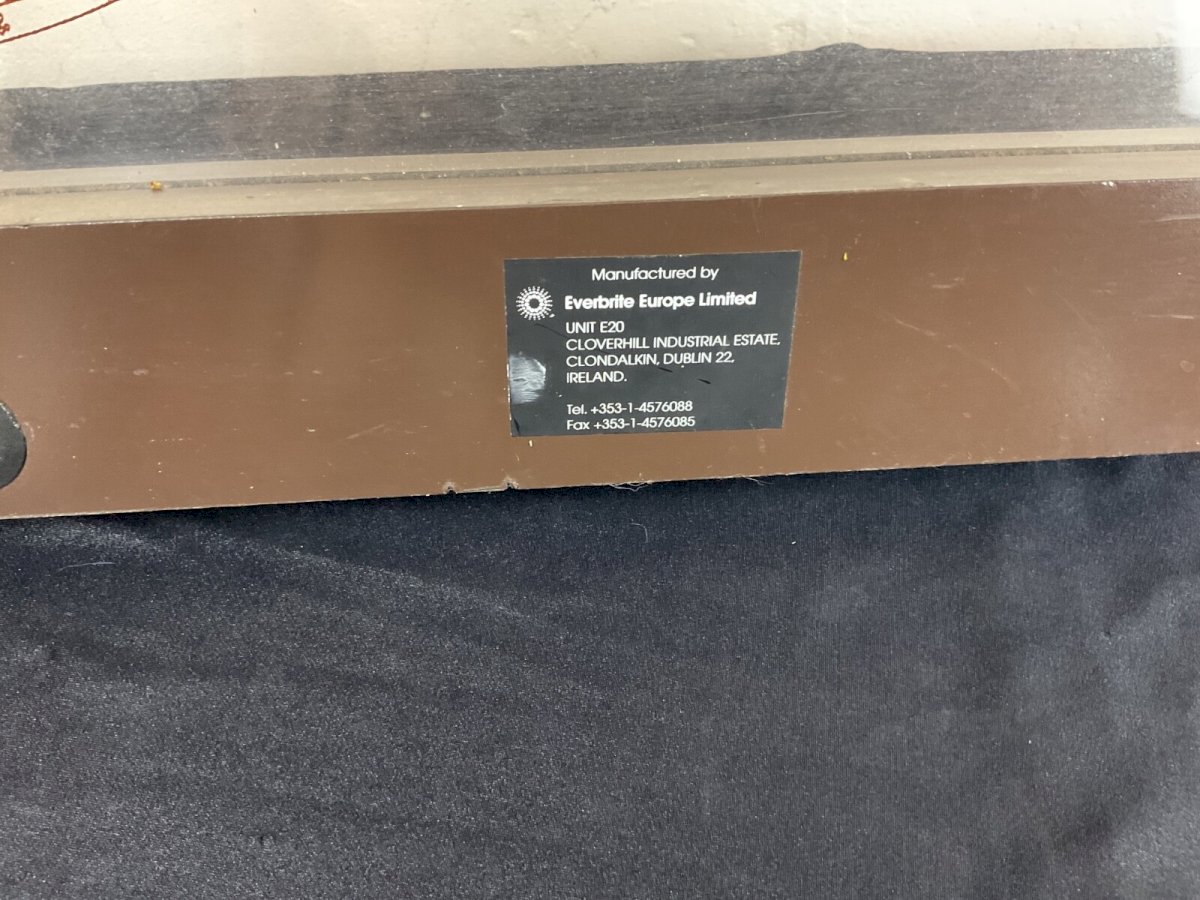 Manufactured by
Everbrite Europe Limited
UNIT E20
CLOVERHILL INDUSTRIAL ESTATE,
CLONDALKIN, DUBLIN 22,
IRELAND.
Tel. +353-1-4576088
Fax +353-1-4576085